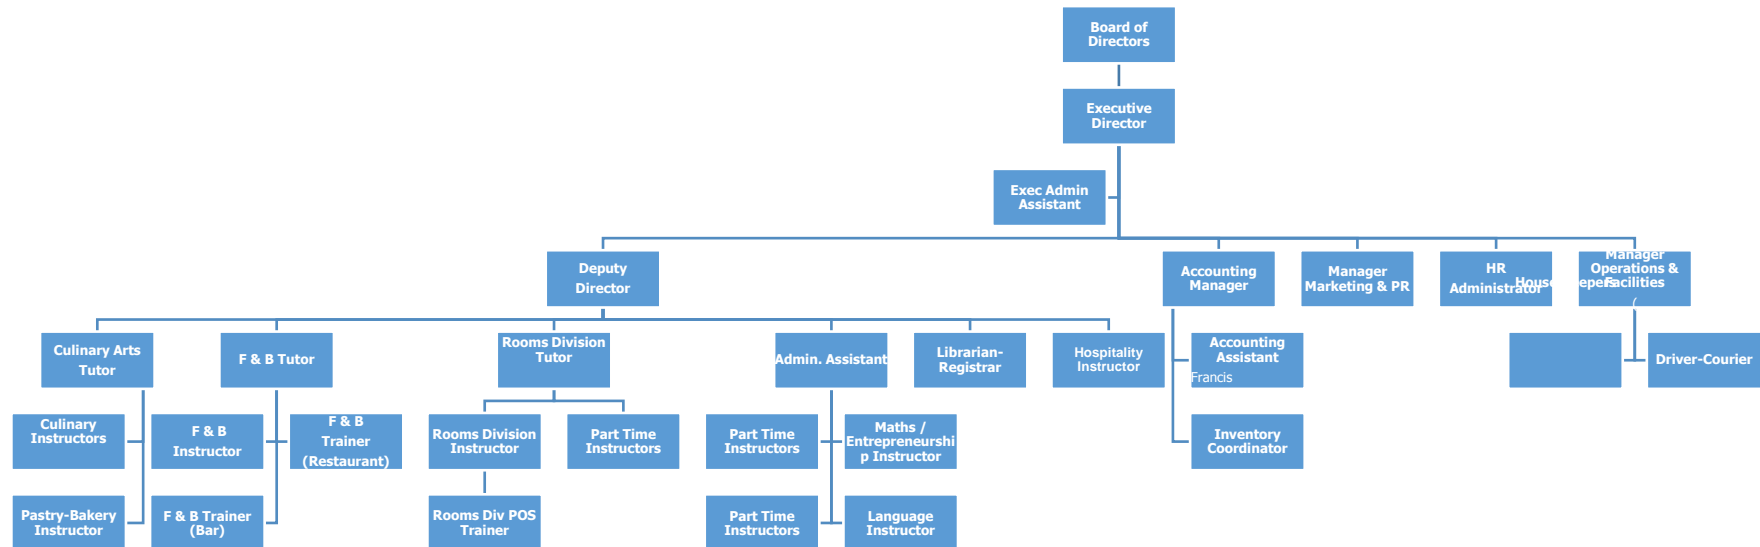 Board of
Directors
Executive
Director
Exec Admin
Assistant
Deputy
Director
Accounting
Manager
Manager
Marketing & PR
HR
Administrator
Housekeepers
Manager
Operations &
Facilities
(
Culinary Arts
Tutor
F & B Tutor
Rooms Division
Tutor
Admin. Assistant
Librarian-
Registrar
Hospitality
Instructor
Accounting
Assistant
Francis
Driver-Courier
Culinary
Instructors
F & B
Instructor
F & B
Trainer
(Restaurant)
Rooms Division
Instructor
Part Time
Instructors
Part Time
Instructors
Maths /
Entrepreneurshi
p Instructor
Inventory
Coordinator
Pastry-Bakery
Instructor
F & B Trainer
(Bar)
Rooms Div POS
Trainer
Part Time
Instructors
Language
Instructor